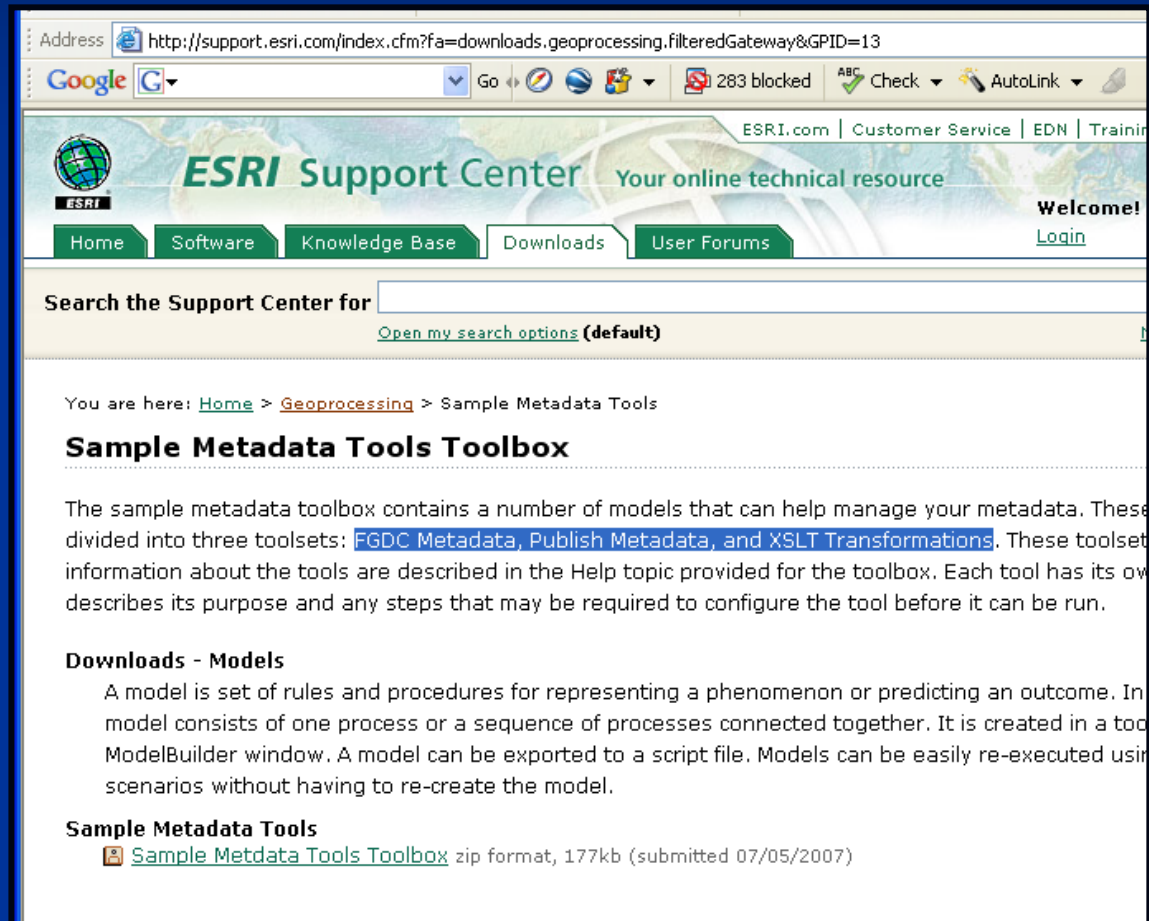 Address http://support.esri.com/index.cfm?fa=downloads.geoprocessing.filteredGateway&GPID=13
Google G Go 283 blocked ABC Check AutoLink
ESRI.com | Customer Service | EDN | Trainin
ESRI Support Center Your online technical resource
ESRI
Welcome!
Home Software Knowledge Base Downloads User Forums Login
Search the Support Center for
Open my search options (default)
You are here: Home > Geoprocessing > Sample Metadata Tools
Sample Metadata Tools Toolbox
The sample metadata toolbox contains a number of models that can help manage your metadata. These
divided into three toolsets: FGDC Metadata, Publish Metadata, and XSLT Transformations. These toolset
information about the tools are described in the Help topic provided for the toolbox. Each tool has its ow
describes its purpose and any steps that may be required to configure the tool before it can be run.
Downloads - Models
A model is set of rules and procedures for representing a phenomenon or predicting an outcome. In
model consists of one process or a sequence of processes connected together. It is created in a too
ModelBuilder window. A model can be exported to a script file. Models can be easily re-executed usin
scenarios without having to re-create the model.
Sample Metadata Tools
Sample Metdata Tools Toolbox zip format, 177kb (submitted 07/05/2007)